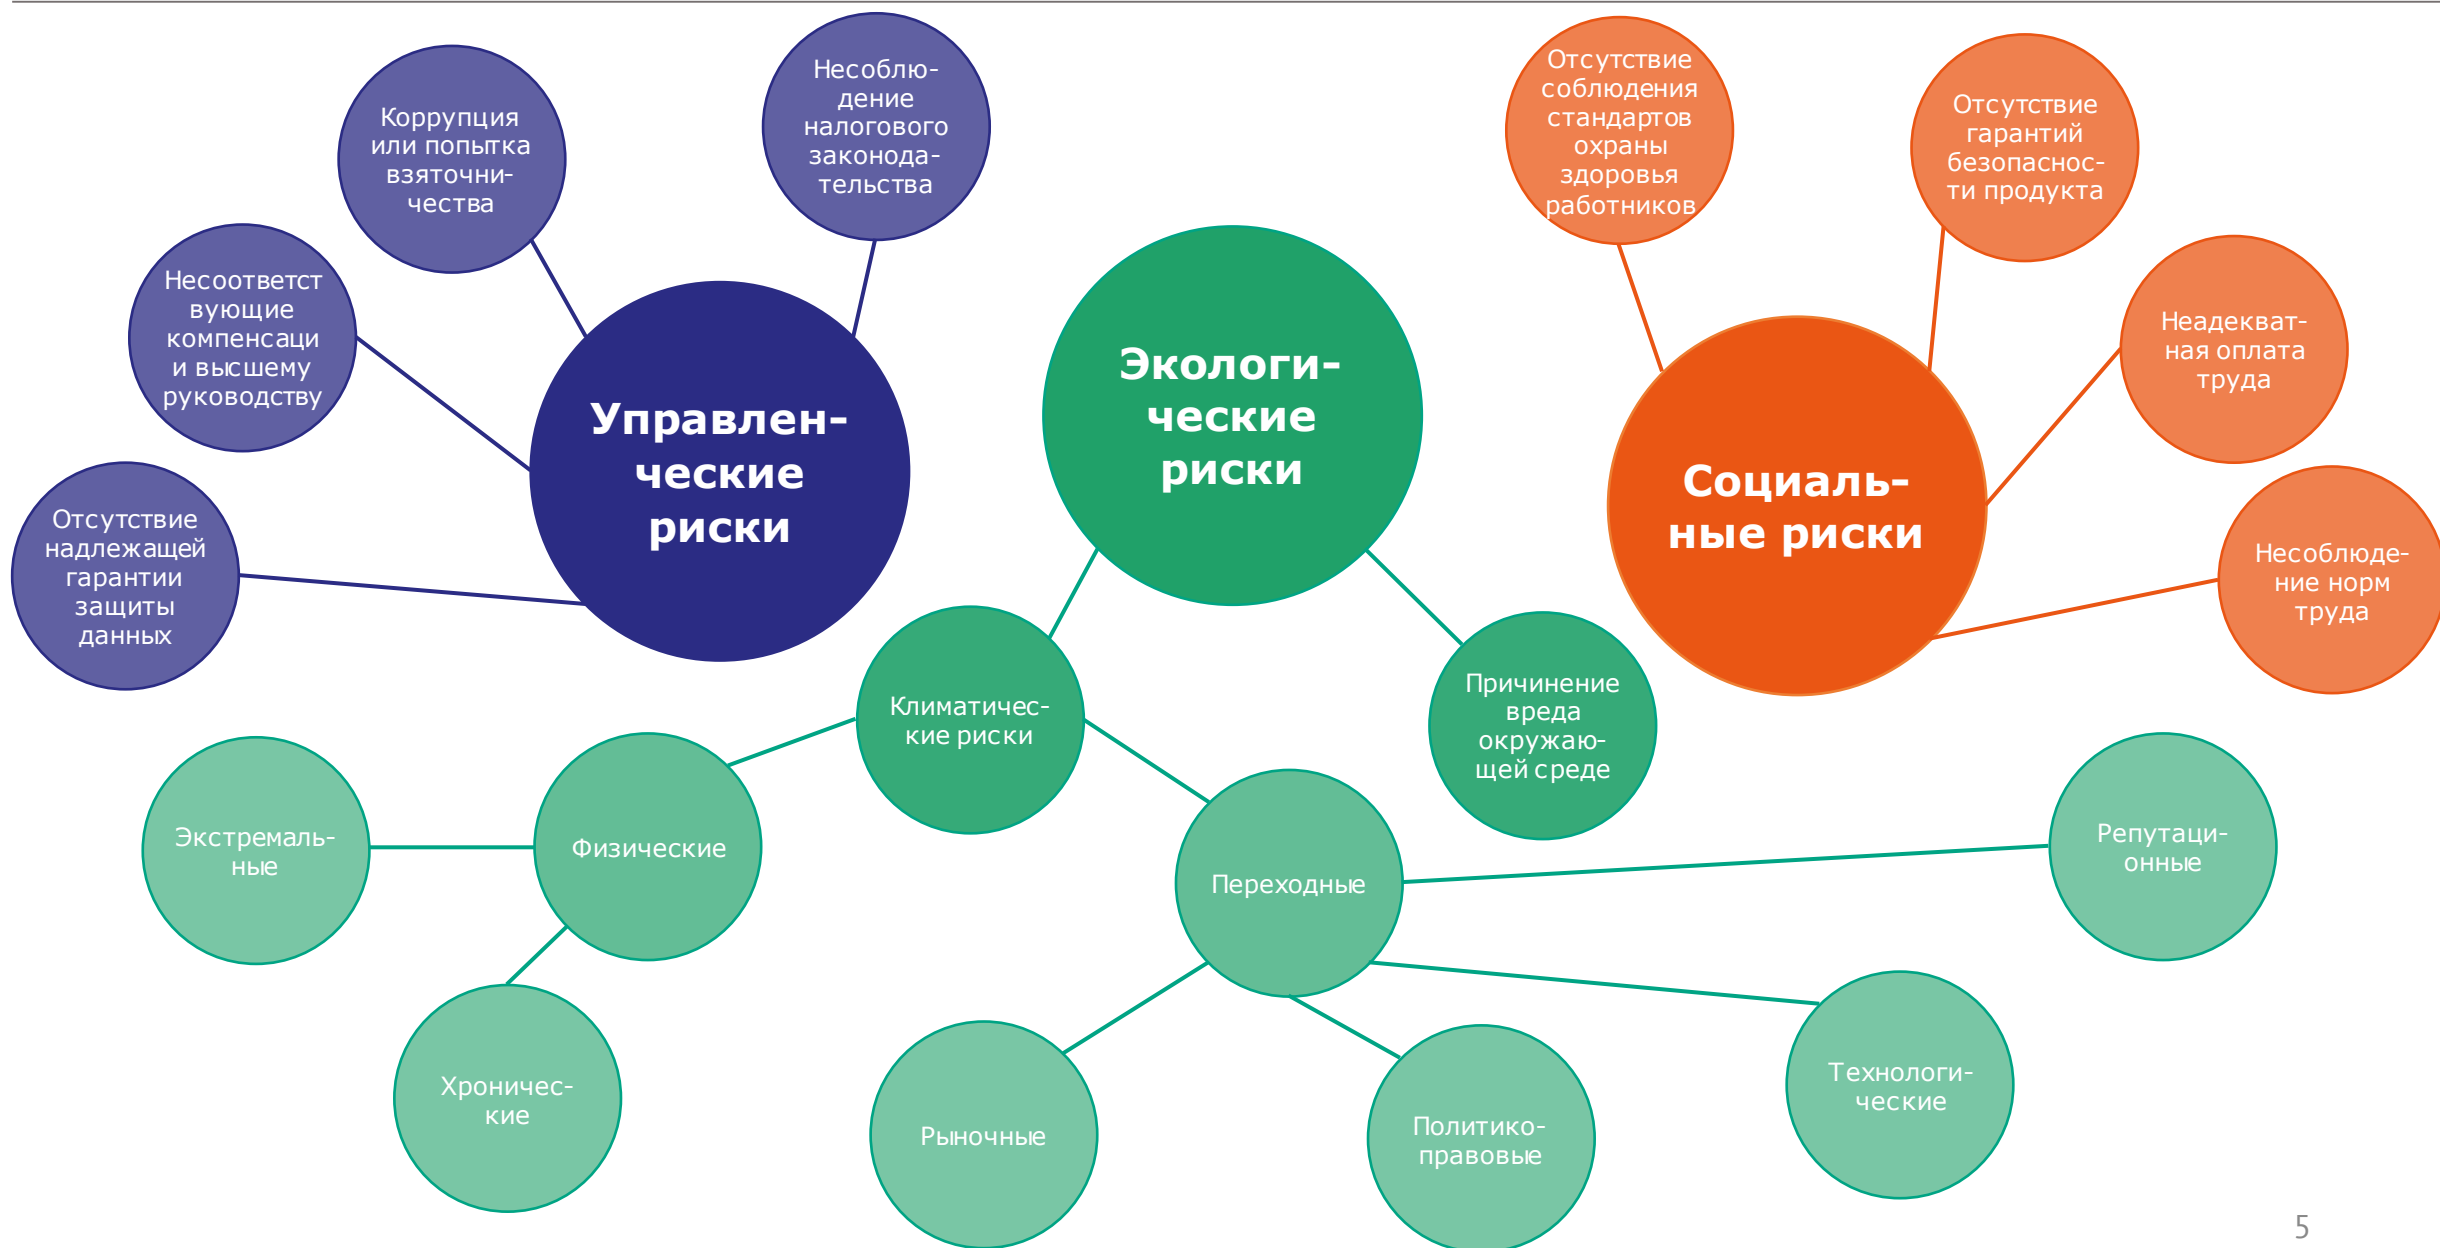 Несоблю-
дение
налогового
законода-
тельства
Коррупция
или попытка
взяточни-
чества
Несоответст
вующие
компенсаци
и высшему
руководству
Отсутствие
надлежащей
гарантии
защиты
данных
Управлен-
ческие
риски
Экологи-
ческие
риски
Отсутствие
соблюдения
стандартов
охраны
здоровья
работников
Отсутствие
гарантий
безопаснос-
ти продукта
Неадекват-
ная оплата
труда
Несоблюде-
ние норм
труда
Социаль-
ные риски
Климатичес-
кие риски
Причинение
вреда
окружаю-
щей среде
Экстремаль-
ные
Физические
Хроничес-
кие
Переходные
Репутаци-
онные
Рыночные
Политико-
правовые
Технологи-
ческие
5